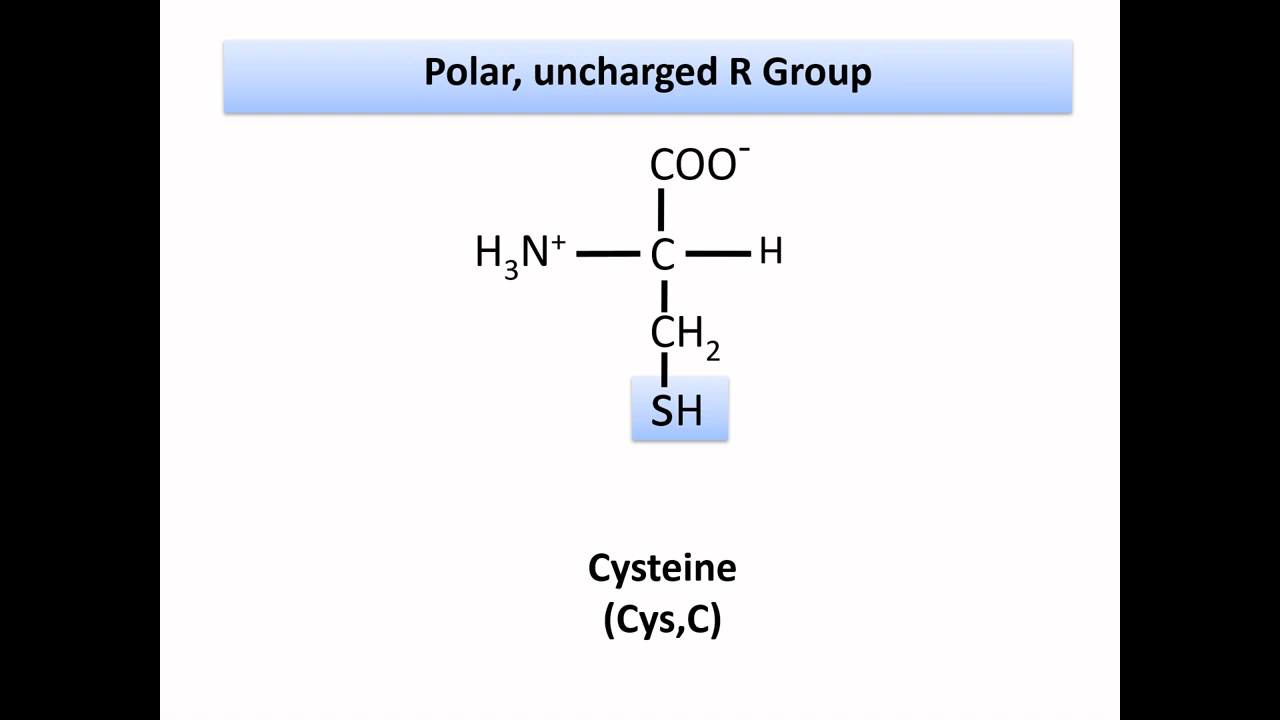 Polar, uncharged R Group
COO⁻
H₃N⁺ C H
CH₂
SH
Cysteine
(Cys,C)